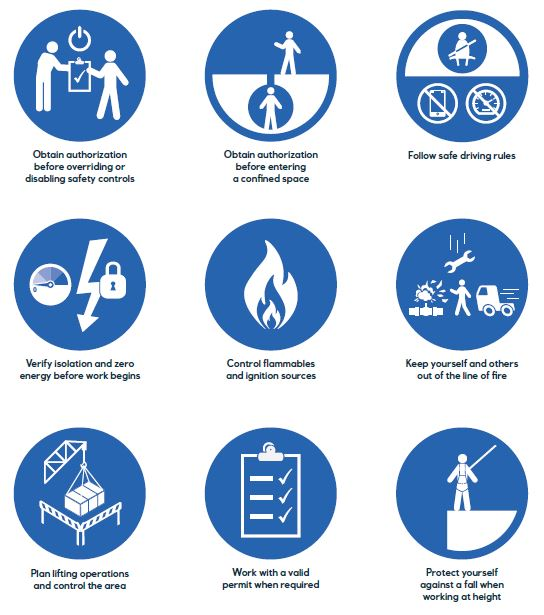 Obtain authorization
before overriding or
disabling safety controls
Obtain authorization
before entering
a confined space
Follow safe driving rules
Verify isolation and zero
energy before work begins
Control flammables
and ignition sources
Keep yourself and others
out of the line of fire
Plan lifting operations
and control the area
Work with a valid
permit when required
Protect yourself
against a fall when
working at height